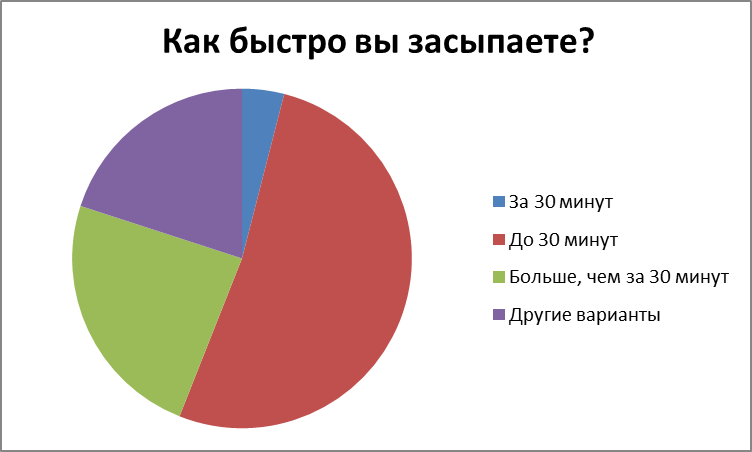 Как быстро вы засыпаете?
За 30 минут
До 30 минут
Больше, чем за 30 минут
Другие варианты